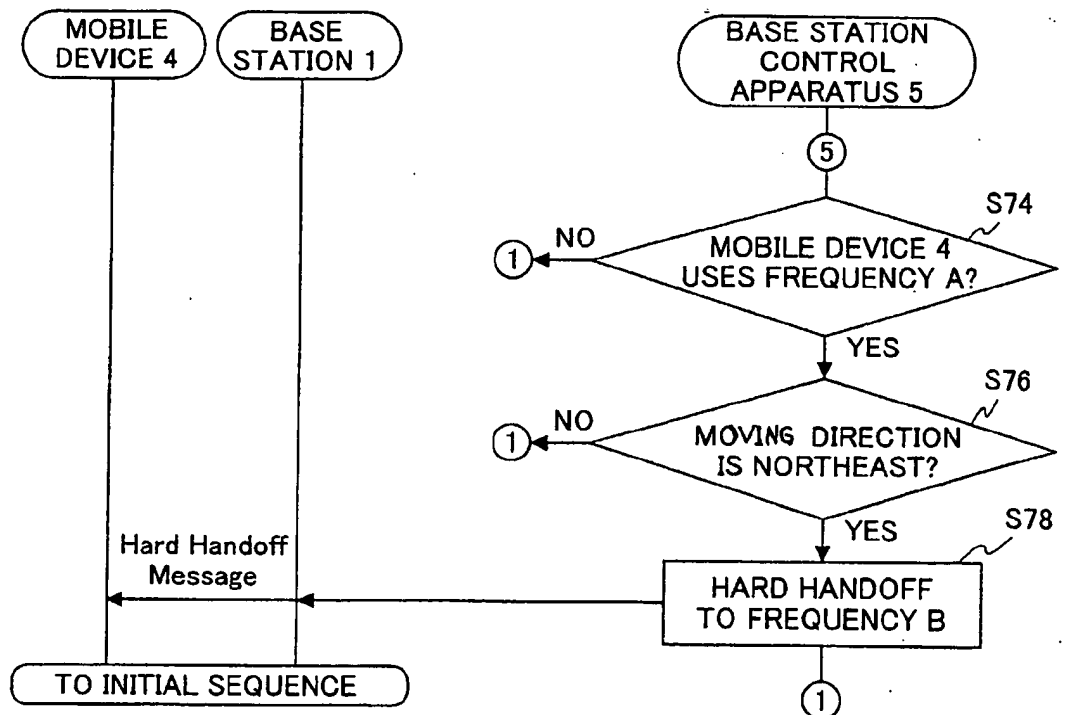 MOBILE
DEVICE 4
BASE
STATION 1
BASE STATION
CONTROL
APPARATUS 5
5
S74
NO
1
MOBILE DEVICE 4
USES FREQUENCY A?
YES
S76
NO
1
MOVING DIRECTION
IS NORTHEAST?
YES
S78
Hard Handoff
Message
HARD HANDOFF
TO FREQUENCY B
TO INITIAL SEQUENCE
1